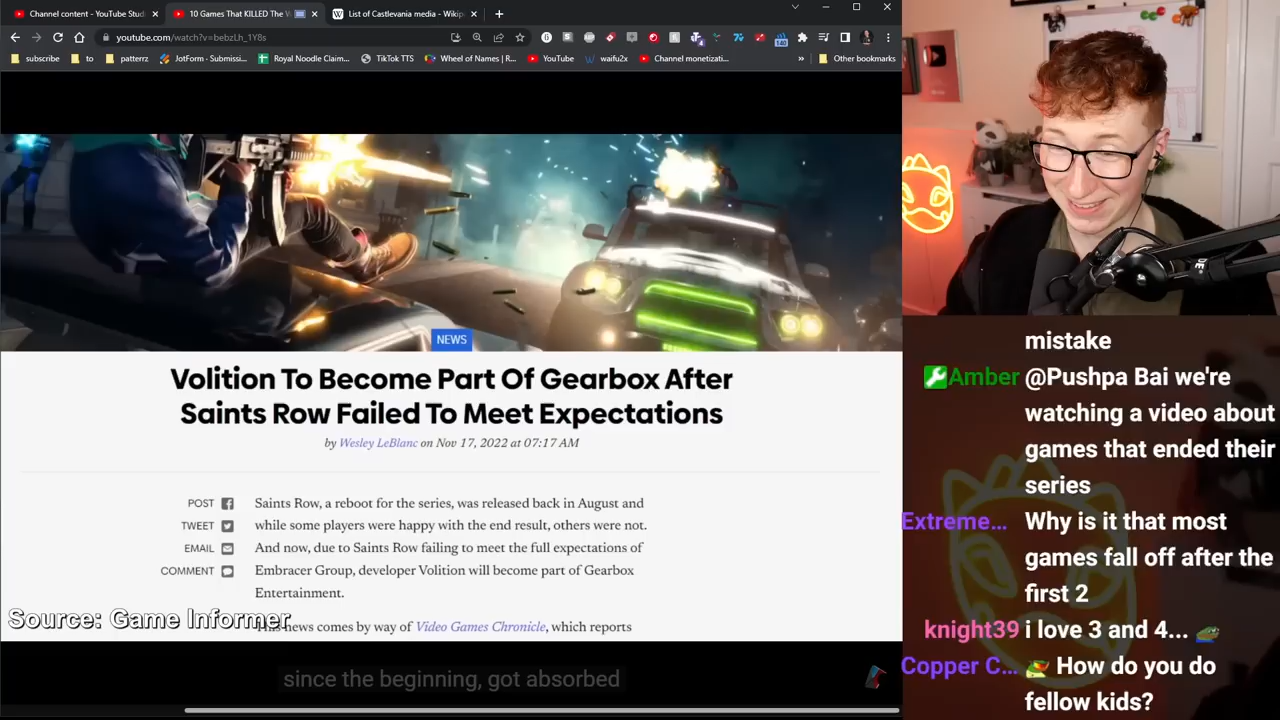 Channel content - YouTube Stud
10 Games That KILLED The V
List of Castlevania media - Wikip
youtube.com/watch?v=bebzLh_1Y8s
140
subscribe
to
patterrz
JotForm - Submissi...
Royal Noodle Claim...
TikTok TTS
Wheel of Names | R...
YouTube
waifu2x
Channel monetizati...
Other bookmarks
NEWS
Volition To Become Part Of Gearbox After
Saints Row Failed To Meet Expectations
by Wesley LeBlanc on Nov 17, 2022 at 07:17 AM
POST
TWEET
EMAIL
COMMENT
Saints Row, a reboot for the series, was released back in August and
while some players were happy with the end result, others were not.
And now, due to Saints Row failing to meet the full expectations of
Embracer Group, developer Volition will become part of Gearbox
Entertainment.
This news comes by way of Video Games Chronicle, which reports
Source: Game Informer
since the beginning, got absorbed
mistake
Amber @Pushpa Bai we're
watching a video about
games that ended their
series
Extreme... Why is it that most
games fall off after the
first 2
knight39 i love 3 and 4...
Copper C... How do you do
fellow kids?